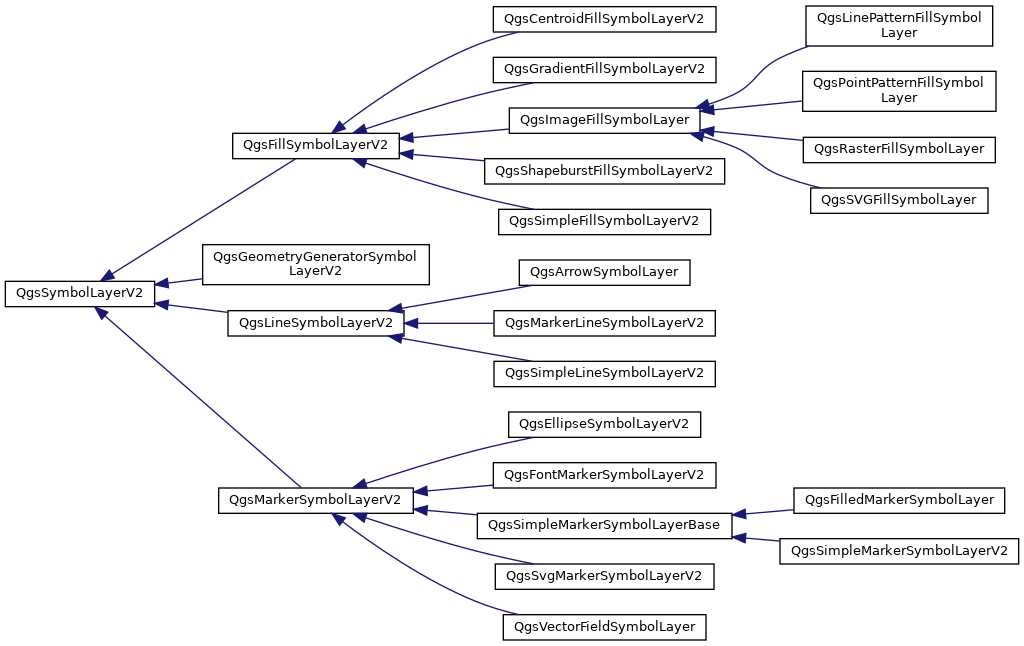 QgsSymbolLayerV2
QgsFillSymbolLayerV2
QgsGeometryGeneratorSymbol
LayerV2
QgsLineSymbolLayerV2
QgsMarkerSymbolLayerV2
QgsCentroidFillSymbolLayerV2
QgsGradientFillSymbolLayerV2
QgsImageFillSymbolLayer
QgsShapeburstFillSymbolLayerV2
QgsSimpleFillSymbolLayerV2
QgsArrowSymbolLayer
QgsMarkerLineSymbolLayerV2
QgsSimpleLineSymbolLayerV2
QgsEllipseSymbolLayerV2
QgsFontMarkerSymbolLayerV2
QgsSimpleMarkerSymbolLayerBase
QgsSvgMarkerSymbolLayerV2
QgsVectorFieldSymbolLayer
QgsLinePatternFillSymbol
Layer
QgsPointPatternFillSymbol
Layer
QgsRasterFillSymbolLayer
QgsSVGFillSymbolLayer
QgsFilledMarkerSymbolLayer
QgsSimpleMarkerSymbolLayerV2